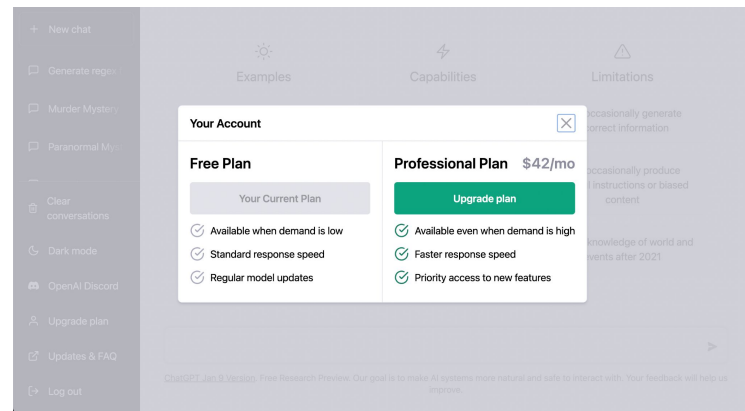 New chat
Generate regex
Murder Mystery
Paranormal Mys
Clear
conversations
Dark mode
OpenAI Discord
Upgrade plan
Updates & FAQ
Log out
Examples
Capabilities
Limitations
occasionally generate
correct information
occasionally produce
instructions or biased
content
knowledge of world and
events after 2021
Your Account
Free Plan
Your Current Plan
Available when demand is low
Standard response speed
Regular model updates
Professional Plan $42/mo
Upgrade plan
Available even when demand is high
Faster response speed
Priority access to new features
ChatGPT Jan 9 Version. Free Research Preview. Our goal is to make AI systems more natural and safe to interact with. Your feedback will help us
improve.